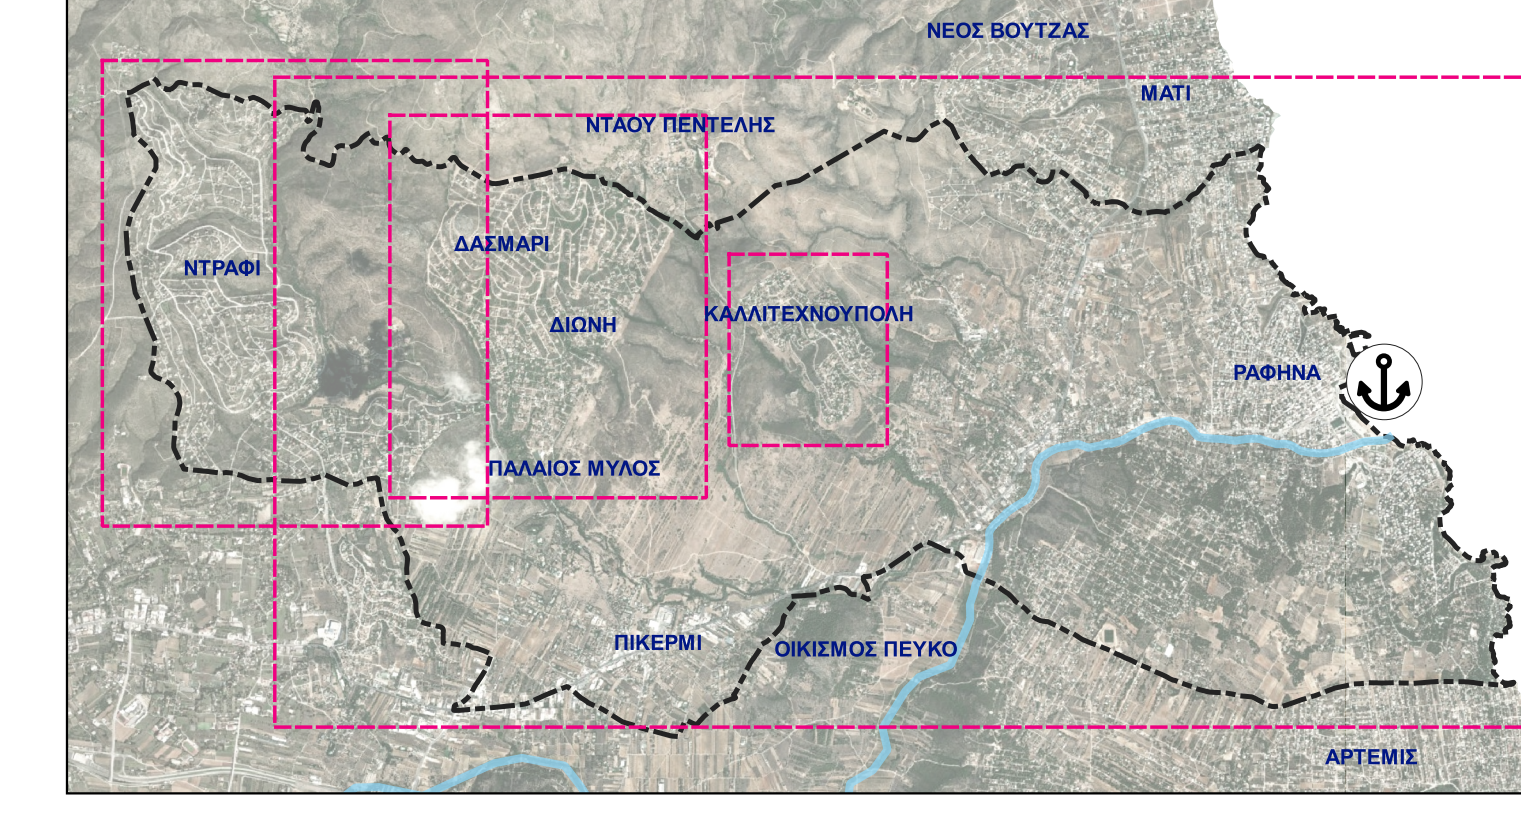 ΝΕΟΣ ΒΟΥΤΖΑΣ
ΜΑΤΙ
ΝΤΑΟΥ ΠΕΝΤΕΛΗΣ
ΔΑΣΜΑΡΙ
ΝΤΡΑΦΙ
ΚΑΛΛΙΤΕΧΝΟΥΠΟΛΗ
ΔΙΩΝΗ
ΡΑΦΗΝΑ
ΠΑΛΑΙΟΣ ΜΥΛΟΣ
ΠΙΚΕΡΜΙ
ΟΙΚΙΣΜΟΣ ΠΕΥΚΟ
ΑΡΤΕΜΙΣ